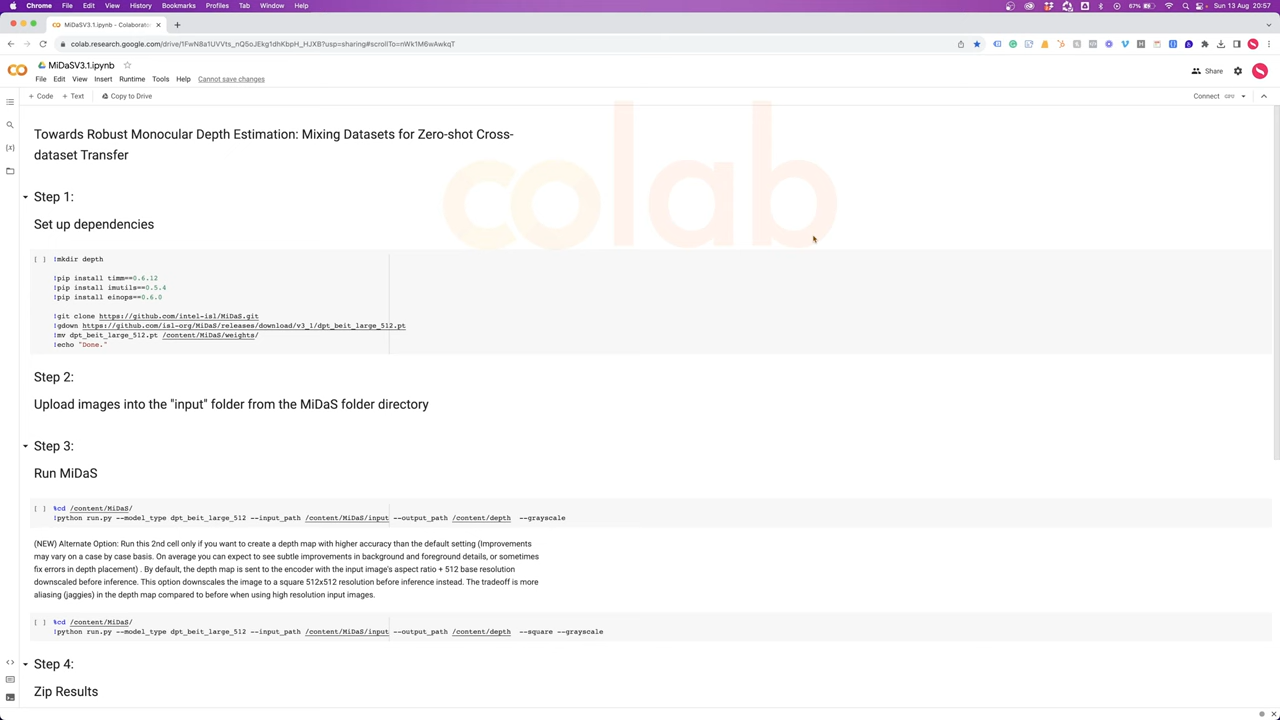 Chrome File Edit View History Bookmarks Profiles Tab Window Help 67% Sun 13 Aug 20:57
MiDaSV3.1.ipynb - Colaborato
colab.research.google.com/drive/1FwN8a1UVVts_nQ5oJEkg1dhKbpH_HJXB?usp=sharing#scrollTo=nWk1M6wAwkqT
MiDaSV3.1.ipynb
File Edit View Insert Runtime Tools Help Cannot save changes
Share
+ Code + Text Copy to Drive
Connect GPU
colab
Towards Robust Monocular Depth Estimation: Mixing Datasets for Zero-shot Cross-
dataset Transfer
Step 1:
Set up dependencies
[ ] !mkdir depth
!pip install timm==0.6.12
!pip install imutils==0.5.4
!pip install einops==0.6.0
!git clone https://github.com/intel-isl/MiDaS.git
!gdown https://github.com/isl-org/MiDaS/releases/download/v3_1/dpt_beit_large_512.pt
!mv dpt_beit_large_512.pt /content/MiDaS/weights/
!echo "Done."
Step 2:
Upload images into the "input" folder from the MiDaS folder directory
Step 3:
Run MiDaS
[ ] %cd /content/MiDaS/
!python run.py --model_type dpt_beit_large_512 --input_path /content/MiDaS/input --output_path /content/depth --grayscale
(NEW) Alternate Option: Run this 2nd cell only if you want to create a depth map with higher accuracy than the default setting (Improvements
may vary on a case by case basis. On average you can expect to see subtle improvements in background and foreground details, or sometimes
fix errors in depth placement) . By default, the depth map is sent to the encoder with the input image's aspect ratio + 512 base resolution
downscaled before inference. This option downscales the image to a square 512x512 resolution before inference instead. The tradeoff is more
aliasing (jaggies) in the depth map compared to before when using high resolution input images.
[ ] %cd /content/MiDaS/
!python run.py --model_type dpt_beit_large_512 --input_path /content/MiDaS/input --output_path /content/depth --square --grayscale
Step 4:
Zip Results